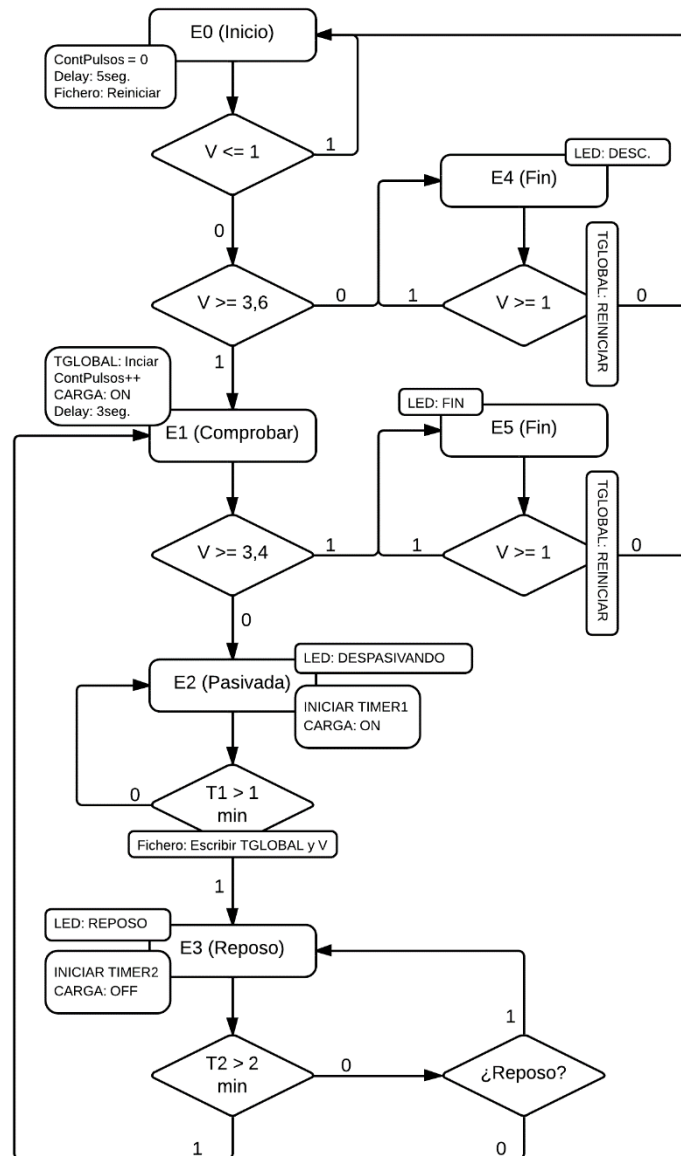 E0 (Inicio)
ContPulsos = 0
Delay: 5seg.
Fichero: Reiniciar
V <= 1
1
0
LED: DESC.
E4 (Fin)
V >= 3,6
0
1
V >= 1
TGLOBAL: REINICIAR
0
1
TGLOBAL: Inciar
ContPulsos++
CARGA: ON
Delay: 3seg.
E1 (Comprobar)
LED: FIN
E5 (Fin)
V >= 3,4
1
1
V >= 1
TGLOBAL: REINICIAR
0
0
LED: DESPASIVANDO
E2 (Pasivada)
INICIAR TIMER1
CARGA: ON
0
T1 > 1
min
Fichero: Escribir TGLOBAL y V
1
LED: REPOSO
E3 (Reposo)
INICIAR TIMER2
CARGA: OFF
1
T2 > 2
min
0
¿Reposo?
1
0